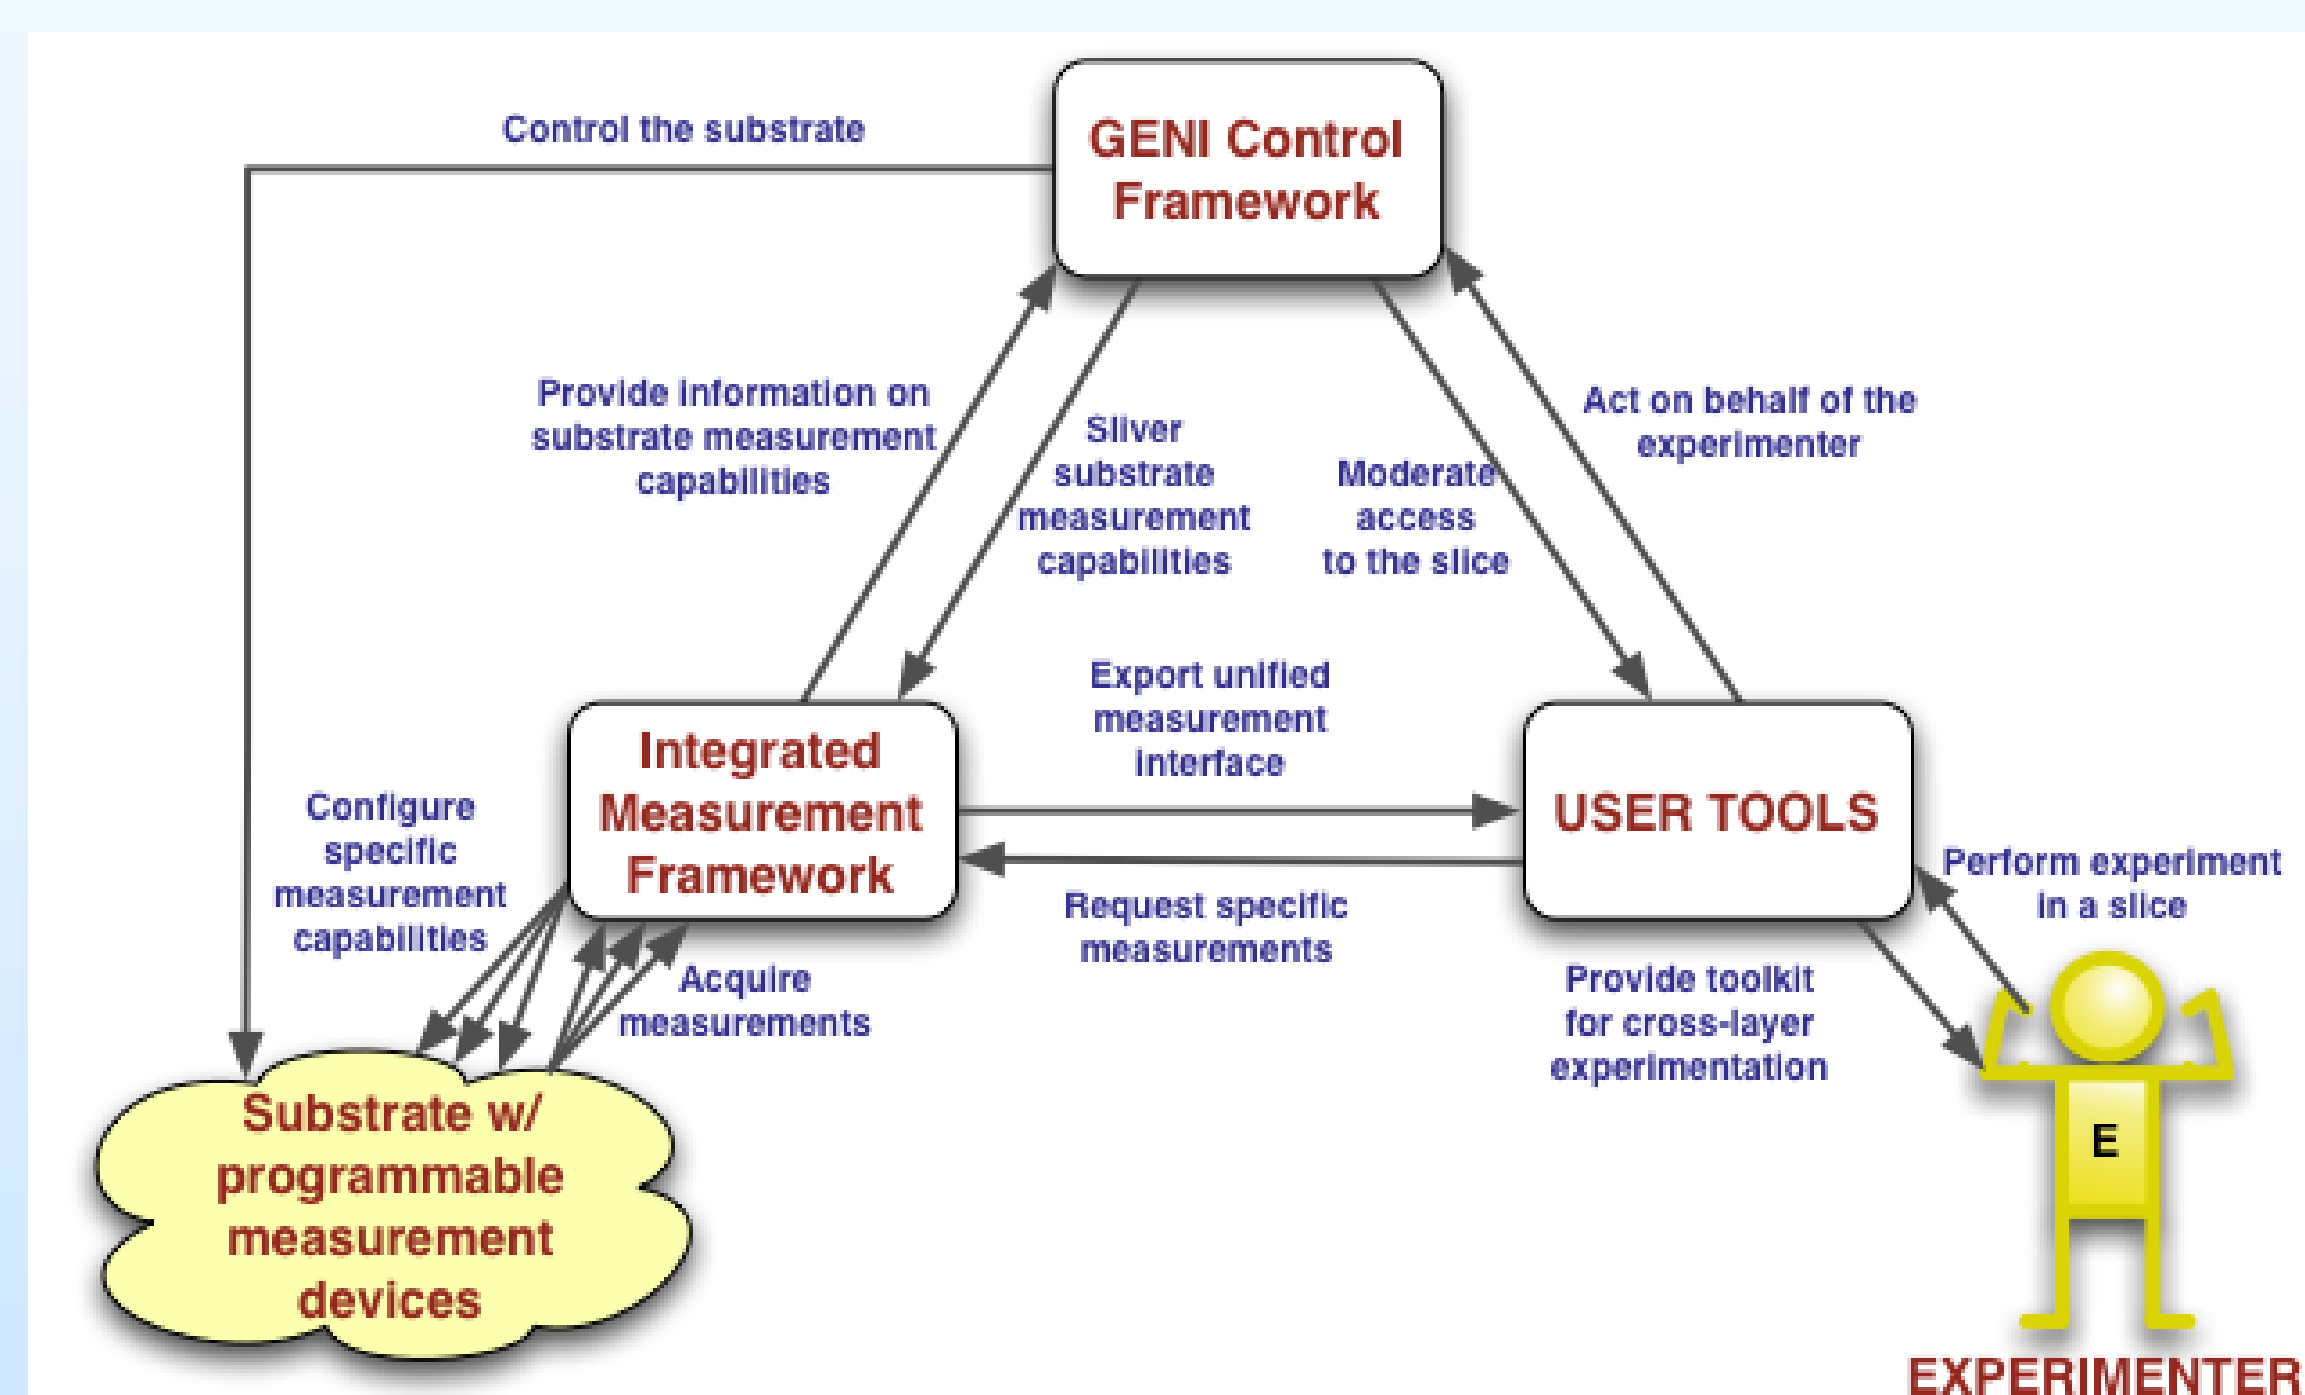 Control the substrate
GENI Control
Framework
Provide information on
substrate measurement
capabilities
Sliver
substrate
measurement
capabilities
Moderate
access
to the slice
Act on behalf of the
experimenter
Export unified
measurement
interface
Integrated
Measurement
Framework
USER TOOLS
Configure
specific
measurement
capabilities
Request specific
measurements
Perform experiment
in a slice
Acquire
measurements
Provide toolkit
for cross-layer
experimentation
Substrate w/
programmable
measurement
devices
E
EXPERIMENTER